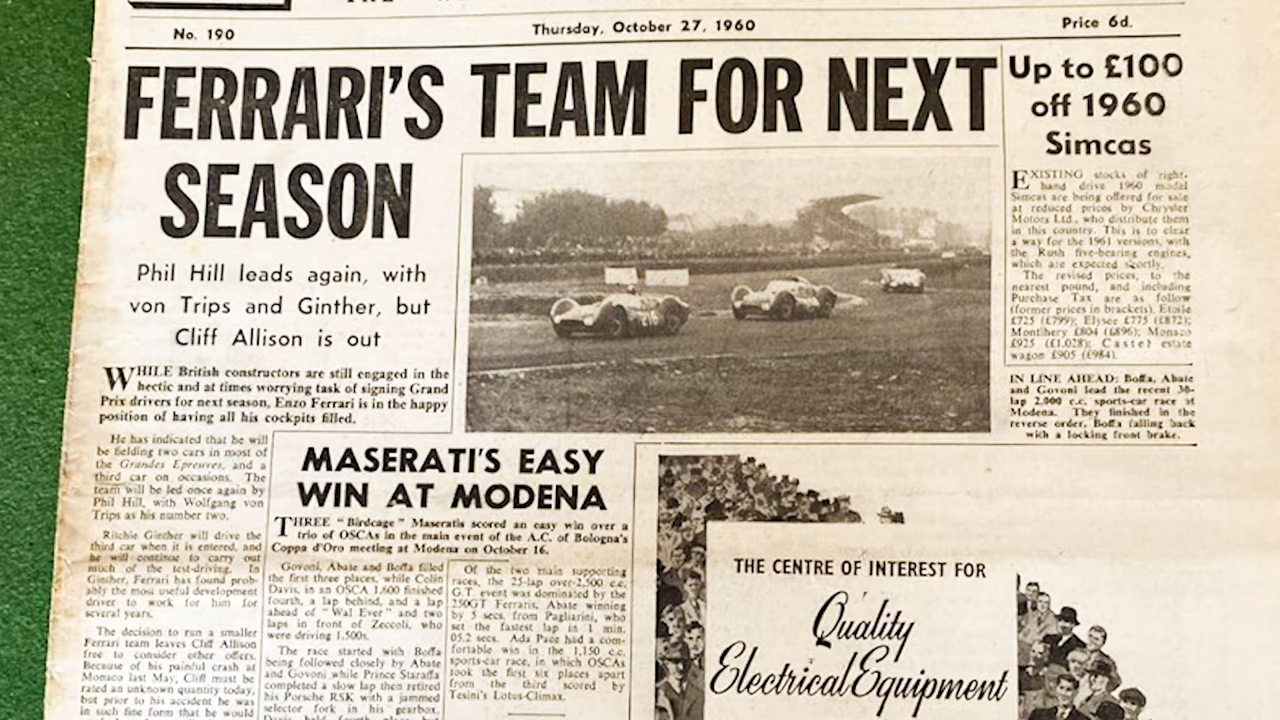 THE
No. 190
Thursday, October 27, 1960
Price 6d.
FERRARI'S TEAM FOR NEXT
SEASON
Phil Hill leads again, with
von Trips and Ginther, but
Cliff Allison is out
WHILE British constructors are still engaged in the
hectic and at times worrying task of signing Grand
Prix drivers for next season, Enzo Ferrari is in the happy
position of having all his cockpits filled.
He has indicated that he will
be fielding two cars in most of
the Grandes Epreuves, and a
third car on occasions. The
team will be led once again by
Phil Hill, with Wolfgang von
Trips as his number two.
Ritchie Ginther will drive the
third car when it is entered, and
he will continue to carry out
much of the test-driving. In
Ginther, Ferrari has found prob-
ably the most useful development
driver to work for him for
several years.
The decision to run a smaller
Ferrari team leaves Cliff Allison
free to consider other offers.
Because of his painful crash at
Monaco last May, Cliff must be
rated an unknown quantity today,
but prior to his accident he was
in such fine form that he would
MASERATI'S EASY
WIN AT MODENA
THREE "Birdcage" Maseratis scored an easy win over a
trio of OSCAs in the main event of the A.C. of Bologna's
Coppa d'Oro meeting at Modena on October 16.
Govoni, Abate and Boffa filled
the first three places, while Colin
Davis, in an OSCA 1,600 finished
fourth, a lap behind, and a lap
ahead of "Wal Ever" and two
laps in front of Zeccoli, who
were driving 1,500s.
The race started with Boffa
being followed closely by Abate
and Govoni while Prince Staraffa
completed a slow lap then retired
his Porsche RSK with a jammed
selector fork in his gearbox.
Davis held fourth place but
Of the two main supporting
races, the 25-lap over-2,500 c.c.
G.T. event was dominated by the
250GT Ferraris, Abate winning
by 5 secs. from Pagliarini, who
set the fastest lap in 1 min.
05.2 secs. Ada Pace had a com-
fortable win in the 1,150 c.c.
sports-car race, in which OSCAs
took the first six places apart
from the third scored by
Tesini's Lotus-Climax.
Up to £100
off 1960
Simcas
EXISTING stocks of right-
hand drive 1960 model
Simcas are being offered for sale
at reduced prices by Chrysler
Motors Ltd., who distribute them
in this country. This is to clear
a way for the 1961 versions, with
the Rush five-bearing engines,
which are expected shortly.
The revised prices, to the
nearest pound, and including
Purchase Tax are as follow
(former prices in brackets). Etoile
£725 (£799); Elysee £775 (£872);
Montlhery £804 (£896); Monaco
£925 (£1,028); Castel estate
wagon £905 (£984).
IN LINE AHEAD: Boffa, Abate
and Govoni lead the recent 30-
lap 2,000 c.c. sports-car race at
Modena. They finished in the
reverse order, Boffa falling back
with a locking front brake.
THE CENTRE OF INTEREST FOR
Quality
Electrical Equipment